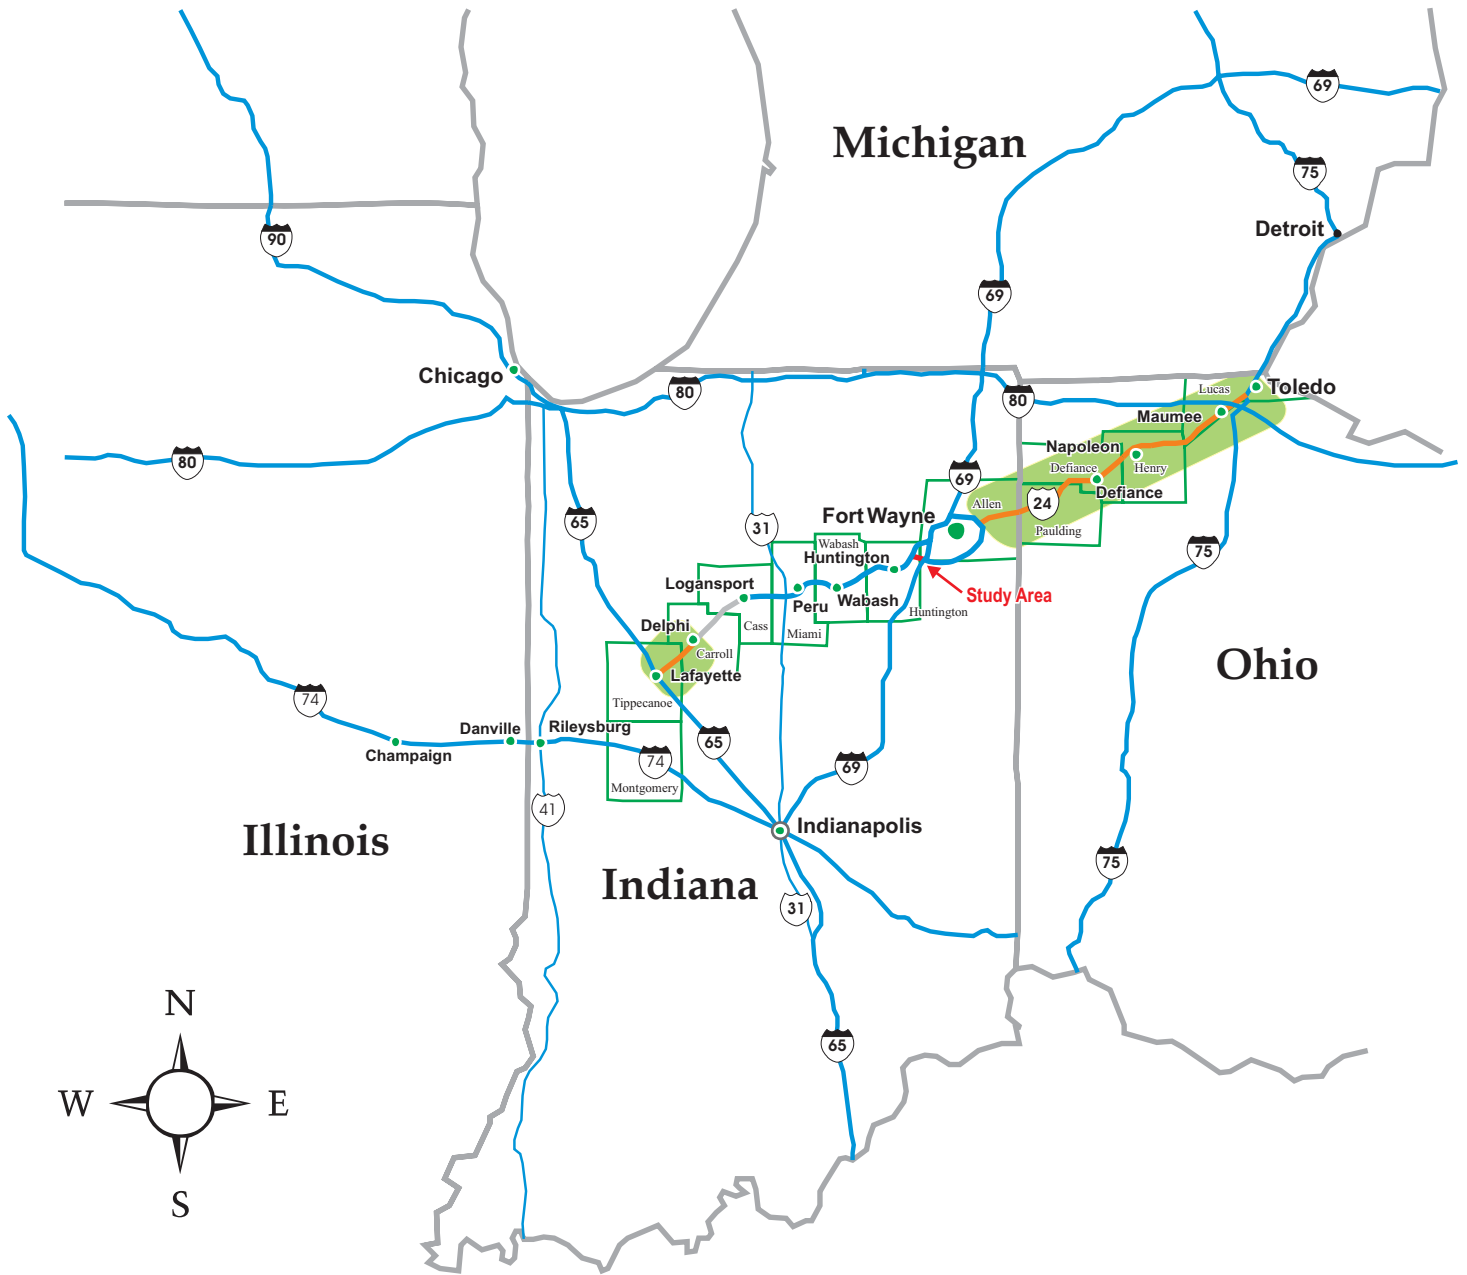 69
Michigan
75
Detroit
90
69
Chicago
80
80
Lucas
Toledo
Maumee
Napoleon
80
69
Defiance
Henry
Defiance
24
Allen
Paulding
Fort Wayne
65
31
Wabash
Huntington
75
Logansport
Peru
Wabash
Study Area
Huntington
Delphi
Cass
Miami
Carroll
Lafayette
Ohio
Tippecanoe
74
Danville
Rileysburg
Champaign
65
74
69
Montgomery
41
Indianapolis
Illinois
75
Indiana
31
N
W
E
S
65